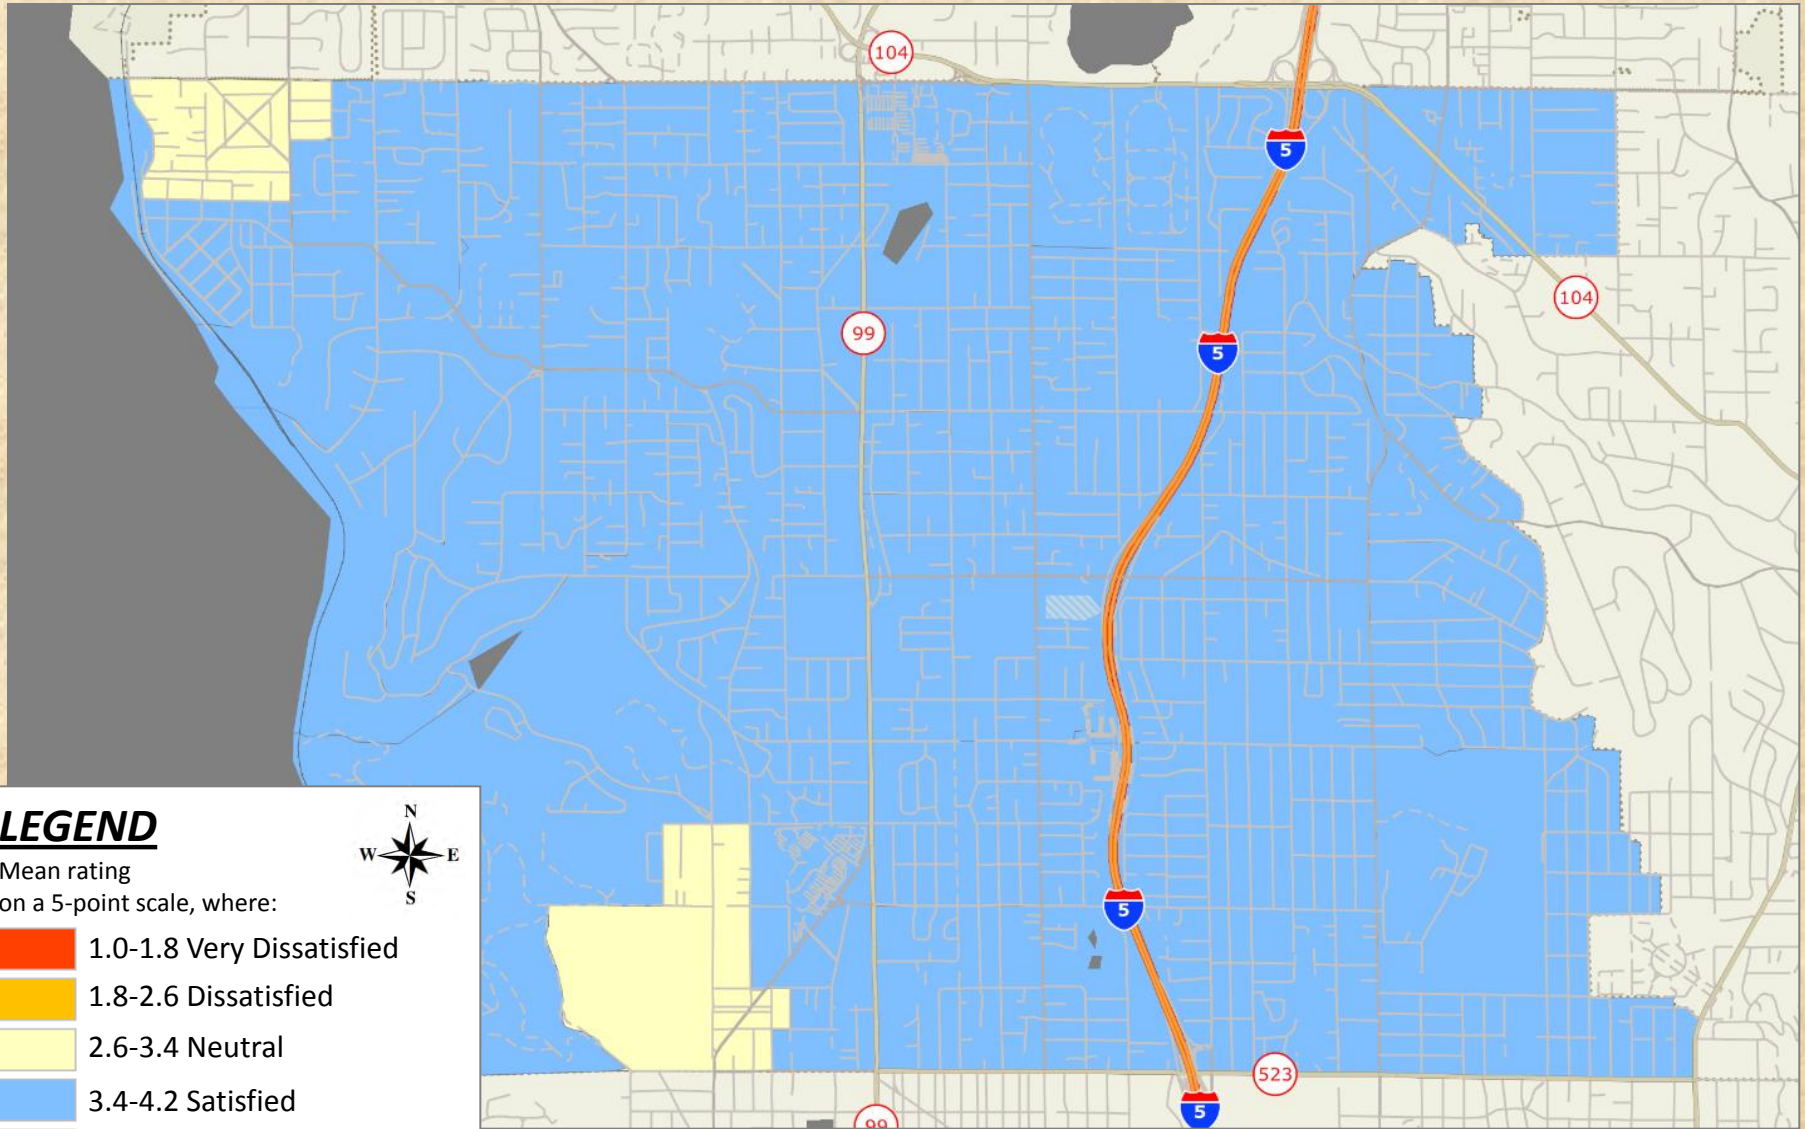 104
5
104
99
5
5
523
5
99
LEGEND
N
W
E
S
Mean rating
on a 5-point scale, where:
1.0-1.8 Very Dissatisfied
1.8-2.6 Dissatisfied
2.6-3.4 Neutral
3.4-4.2 Satisfied